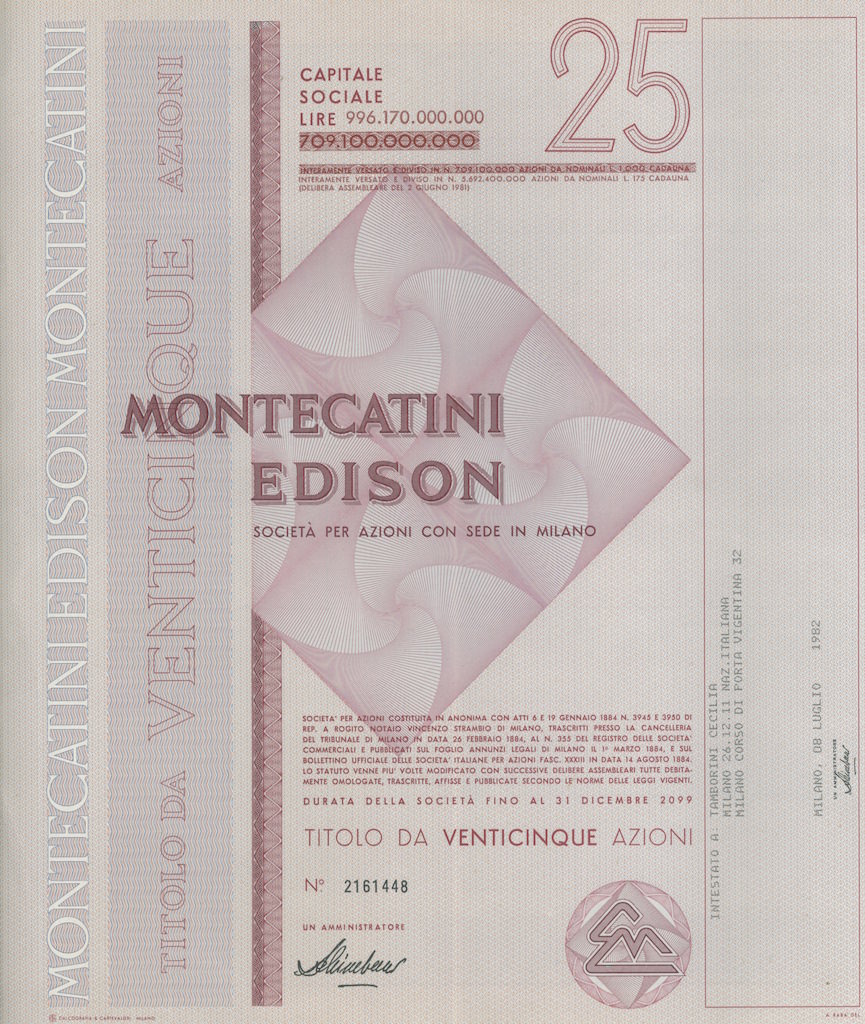 MONTECATINI EDISON MONTECATINI
TITOLO DA VENTICINQUE AZIONI
CAPITALE
SOCIALE
LIRE 996.170.000.000
709.100.000.000
25
INTERAMENTE VERSATO E DIVISO IN N. 709.100.000 AZIONI DA NOMINALI L. 1.000 CADAUNA
INTERAMENTE VERSATO E DIVISO IN N. 5.692.400.000 AZIONI DA NOMINALI L. 175 CADAUNA
(DELIBERA ASSEMBLEARE DEL 2 GIUGNO 1981)
MONTECATINI
EDISON
SOCIETÀ PER AZIONI CON SEDE IN MILANO
SOCIETA' PER AZIONI COSTITUITA IN ANONIMA CON ATTI 6 E 19 GENNAIO 1884 N. 3945 E 3950 DI
REP. A ROGITO NOTAIO VINCENZO STRAMBIO DI MILANO, TRASCRITTI PRESSO LA CANCELLERIA
DEL TRIBUNALE DI MILANO IN DATA 26 FEBBRAIO 1884, AL N. 355 DEL REGISTRO DELLE SOCIETA'
COMMERCIALI E PUBBLICATI SUL FOGLIO ANNUNZI LEGALI DI MILANO IL 1º MARZO 1884, E SUL
BOLLETTINO UFFICIALE DELLE SOCIETA' ITALIANE PER AZIONI FASC. XXXIII IN DATA 14 AGOSTO 1884.
LO STATUTO VENNE PIU' VOLTE MODIFICATO CON SUCCESSIVE DELIBERE ASSEMBLEARI TUTTE DEBITA-
MENTE OMOLOGATE, TRASCRITTE, AFFISSE E PUBBLICATE SECONDO LE NORME DELLE LEGGI VIGENTI.
DURATA DELLA SOCIETÀ FINO AL 31 DICEMBRE 2099
TITOLO DA VENTICINQUE AZIONI
Nº 2161448
UN AMMINISTRATORE
INTESTATO A TAMBORINI CECILIA
MILANO 26 12 11 NAZ.ITALIANA
MILANO CORSO DI PORTA VIGENTINA 32
MILANO, 08 LUGLIO 1982
UN AMMINISTRATORE
CALCOGRAFIA & CARTEVALORI - MILANO